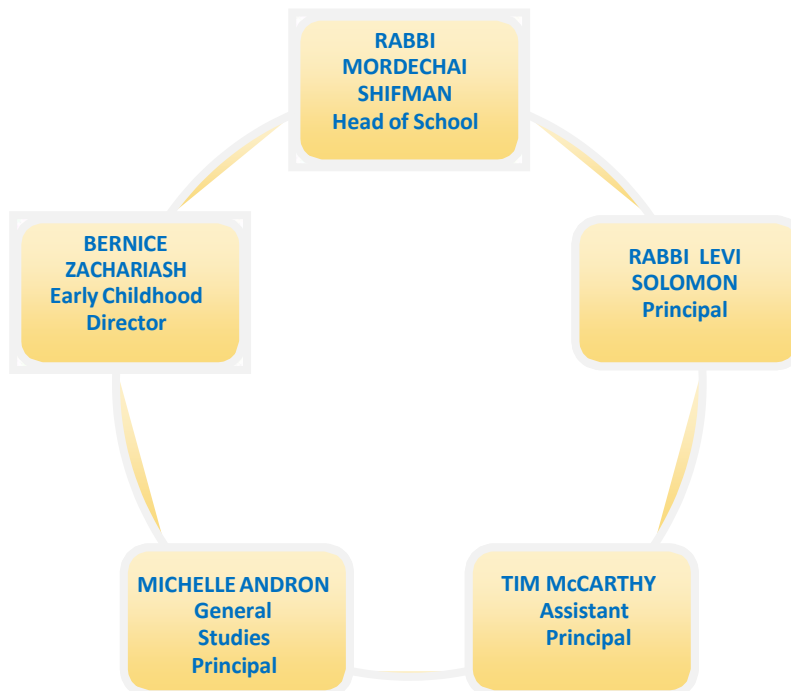 RABBI
MORDECHAI
SHIFMAN
Head of School
BERNICE
ZACHARIASH
Early Childhood
Director
RABBI LEVI
SOLOMON
Principal
MICHELLE ANDRON
General
Studies
Principal
TIM McCARTHY
Assistant
Principal